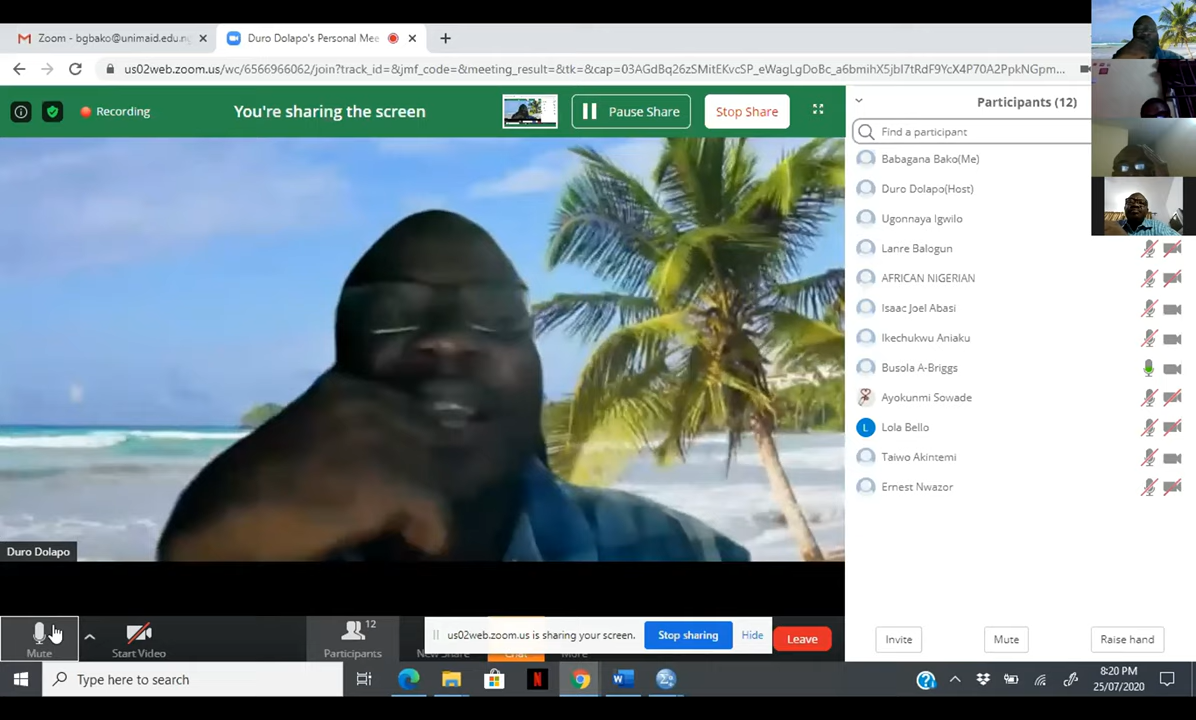 Zoom - bgbako@unimaid.edu.n
Duro Dolapo's Personal Mee
us02web.zoom.us/wc/6566966062/join?track_id=&jmf_code=&meeting_result=&tk=&cap=
Recording
You're sharing the screen
Pause Share
Stop Share
Participants (12)
Find a participant
Babagana Bako(Me)
Duro Dolapo(Host)
Ugonnaya Igwilo
Lanre Balogun
AFRICAN NIGERIAN
Isaac Joel Abasi
Ikechukwu Aniaku
Busola A-Briggs
Ayokunmi Sowade
L Lola Bello
Taiwo Akintemi
Ernest Nwazor
Duro Dolapo
Mute
Start Video
12
Participants
us02web.zoom.us is sharing your screen.
Stop sharing
Hide
Leave
Invite
Mute
Raise hand
Type here to search
8:20 PM
25/07/2020